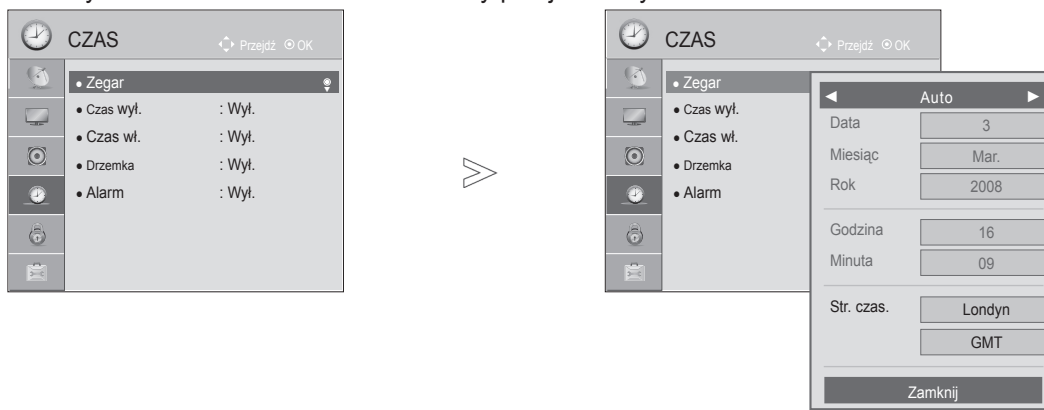 CZAS
Przejdź OK
• Zegar
• Czas wył. : Wył.
• Czas wł. : Wył.
• Drzemka : Wył.
• Alarm : Wył.
CZAS
Przejdź OK
• Zegar
• Czas wył.
• Czas wł.
• Drzemka
• Alarm
◄ Auto ►
Data 3
Miesiąc Mar.
Rok 2008
Godzina 16
Minuta 09
Str. czas. Londyn
GMT
Zamknij